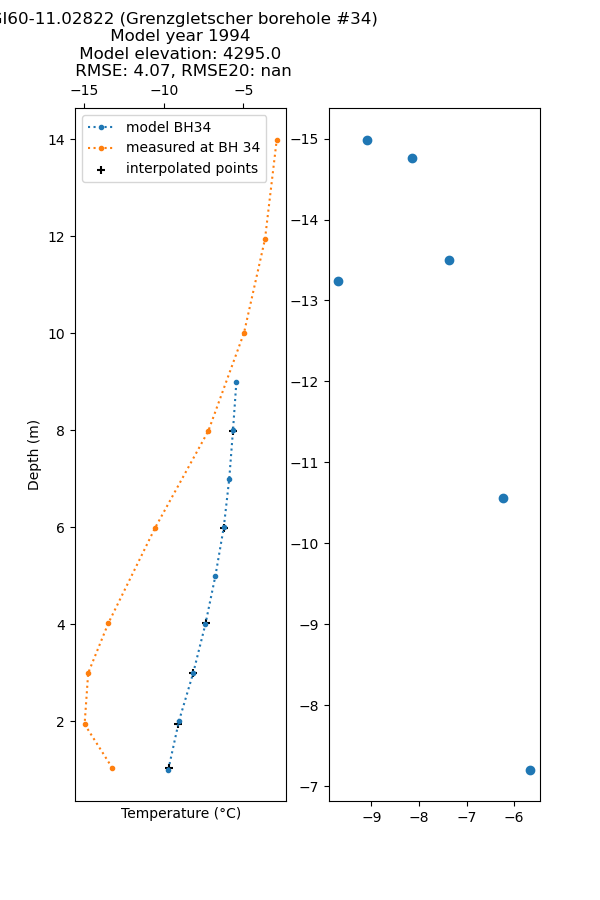 GI60-11.02822 (Grenzgletscher borehole #34)
Model year 1994
Model elevation: 4295.0
RMSE: 4.07, RMSE20: nan
−15 −10 −5
model BH34
measured at BH 34
interpolated points
14
12
10
8
6
4
2
Depth (m)
Temperature (°C)
−15
−14
−13
−12
−11
−10
−9
−8
−7
−9 −8 −7 −6